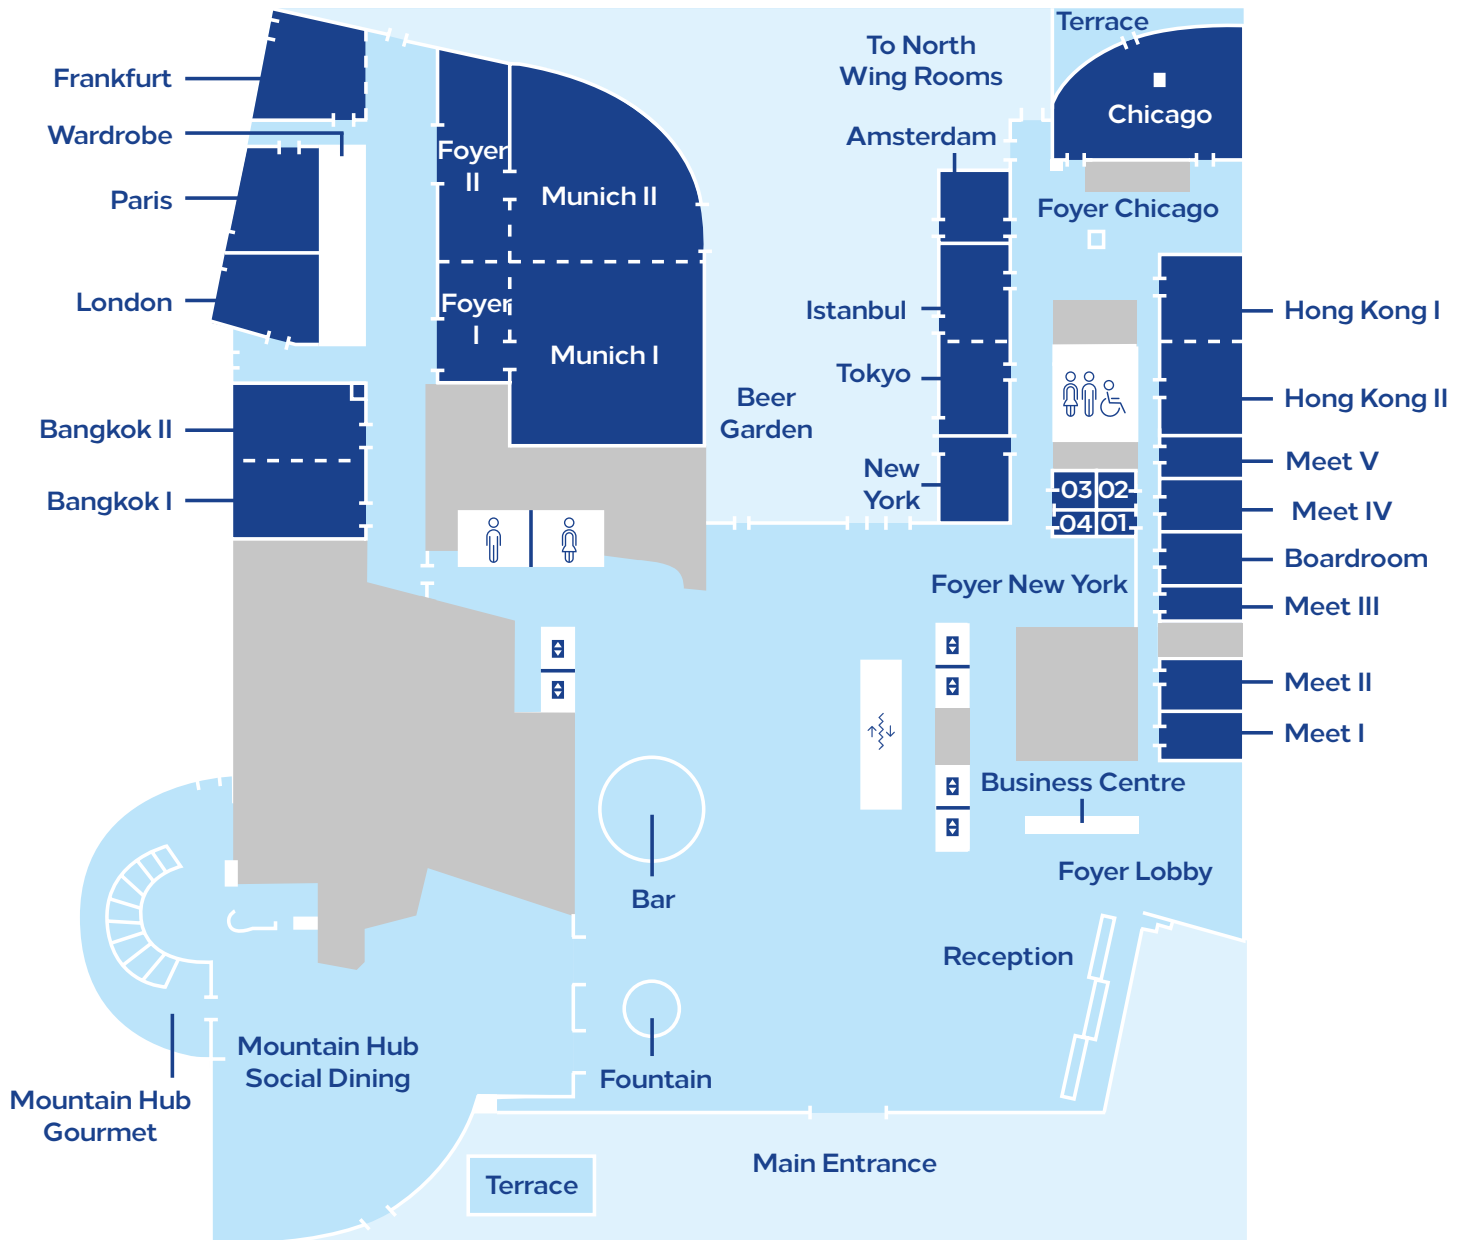 Terrace
To North
Wing Rooms
Frankfurt
Chicago
Wardrobe
Amsterdam
Foyer
II
Munich II
Paris
Foyer Chicago
London
Foyer
I
Istanbul
Hong Kong I
Munich I
Tokyo
Beer
Garden
Hong Kong II
Bangkok II
Meet V
New
York
03
02
Bangkok I
Meet IV
04
01
Boardroom
Foyer New York
Meet III
Meet II
Meet I
Business Centre
Foyer Lobby
Bar
Reception
Mountain Hub
Social Dining
Fountain
Mountain Hub
Gourmet
Main Entrance
Terrace